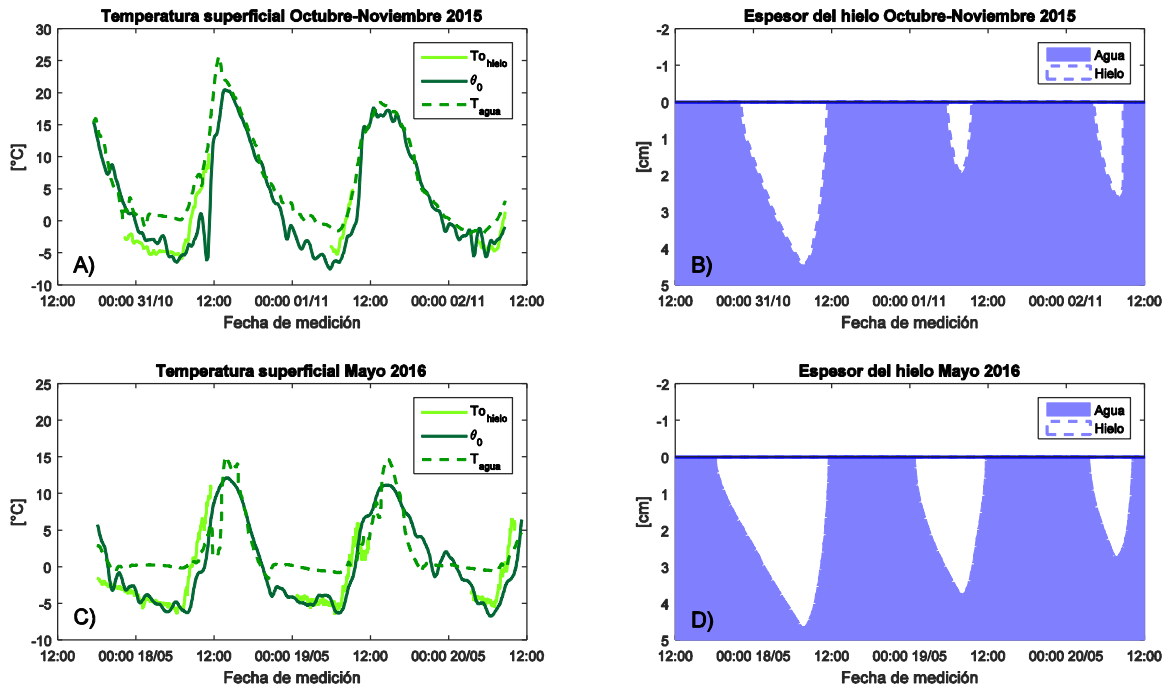 Temperatura superficial Octubre-Noviembre 2015
30
25
20
15
10
5
0
-5
-10
[°C]
To hielo
θ0
T agua
A)
12:00 00:00 31/10 12:00 00:00 01/11 12:00 00:00 02/11 12:00
Fecha de medición
Espesor del hielo Octubre-Noviembre 2015
-2
-1
0
1
2
3
4
5
[cm]
Agua
Hielo
B)
12:00 00:00 31/10 12:00 00:00 01/11 12:00 00:00 02/11 12:00
Fecha de medición
Temperatura superficial Mayo 2016
25
20
15
10
5
0
-5
-10
[°C]
To hielo
θ0
T agua
C)
12:00 00:00 18/05 12:00 00:00 19/05 12:00 00:00 20/05 12:00
Fecha de medición
Espesor del hielo Mayo 2016
-2
-1
0
1
2
3
4
5
[cm]
Agua
Hielo
D)
12:00 00:00 18/05 12:00 00:00 19/05 12:00 00:00 20/05 12:00
Fecha de medición